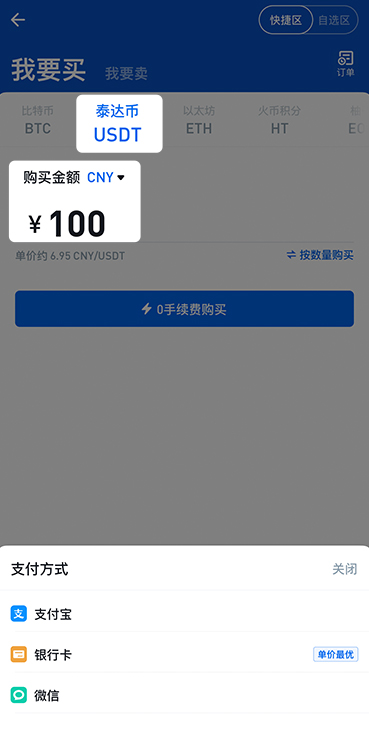 快捷区 自选区
我要买 我要卖
订单
比特币 泰达币 以太坊 火币积分
BTC USDT ETH HT
购买金额 CNY
¥ 100
单价约 6.95 CNY/USDT 按数量购买
0手续费购买
支付方式 关闭
支 支付宝
银行卡 单价最优
微信